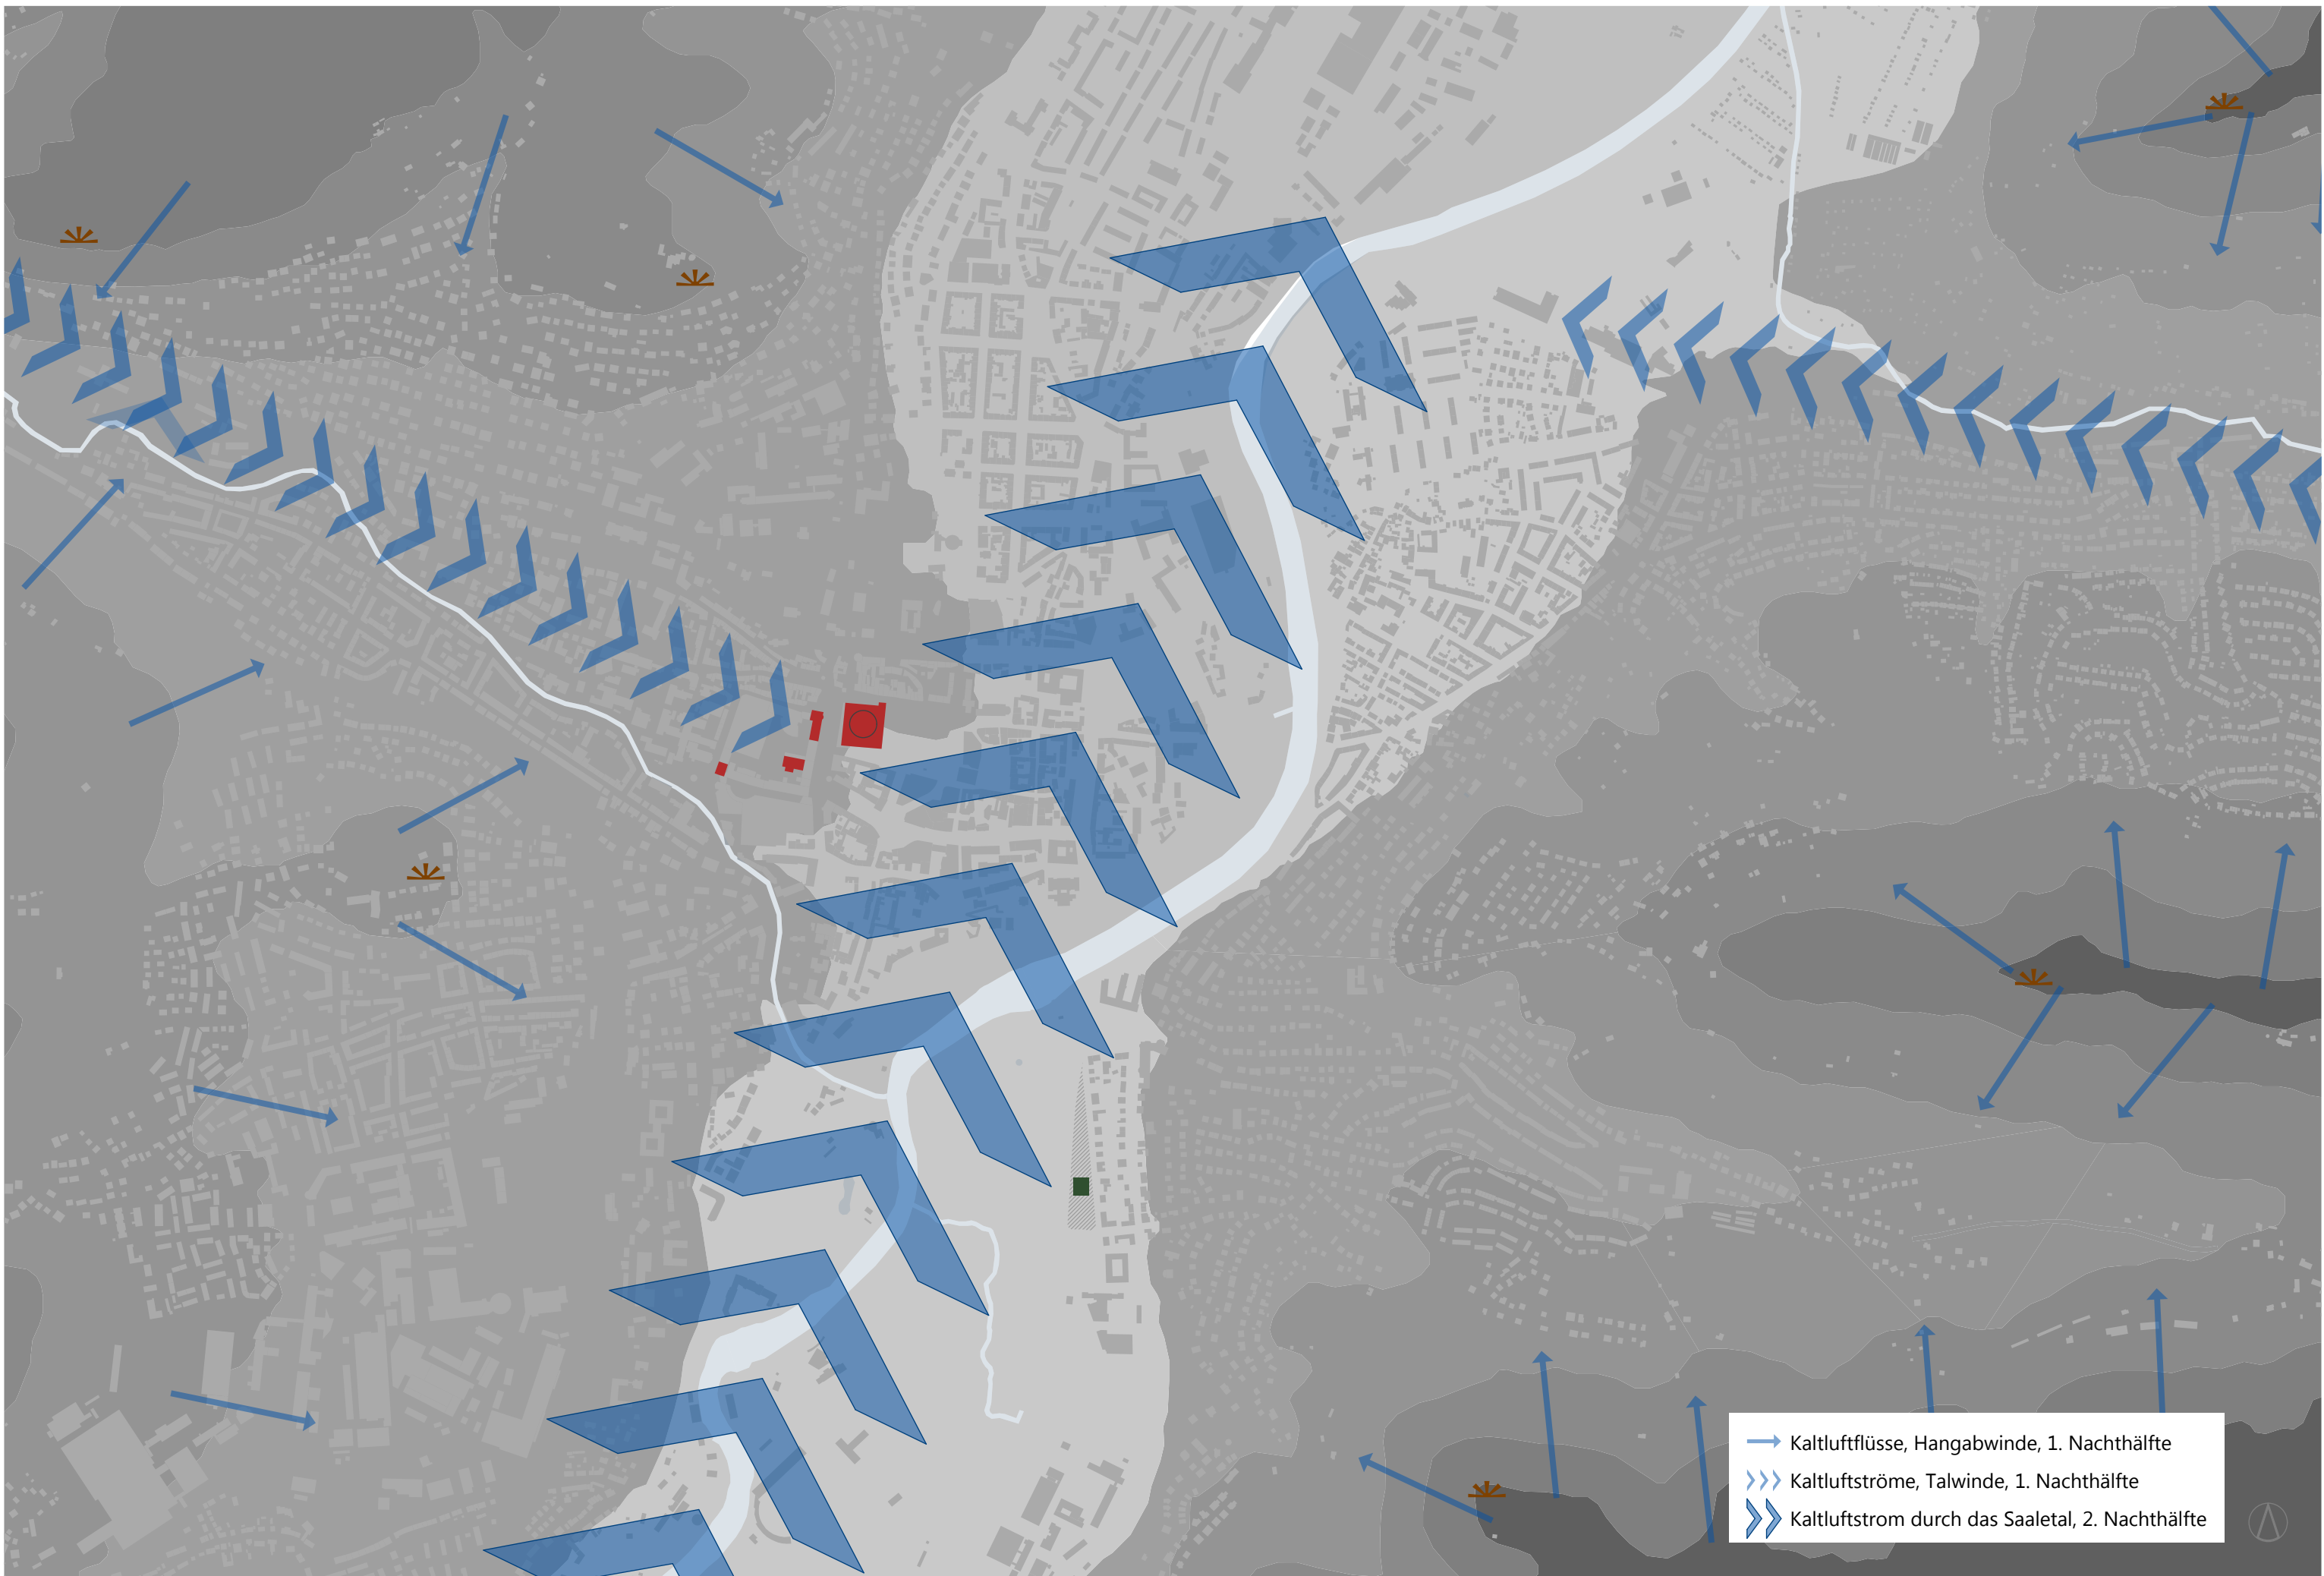 Kaltluftflüsse, Hangabwinde, 1. Nachthälfte
Kaltluftströme, Talwinde, 1. Nachthälfte
Kaltluftstrom durch das Saaletal, 2. Nachthälfte